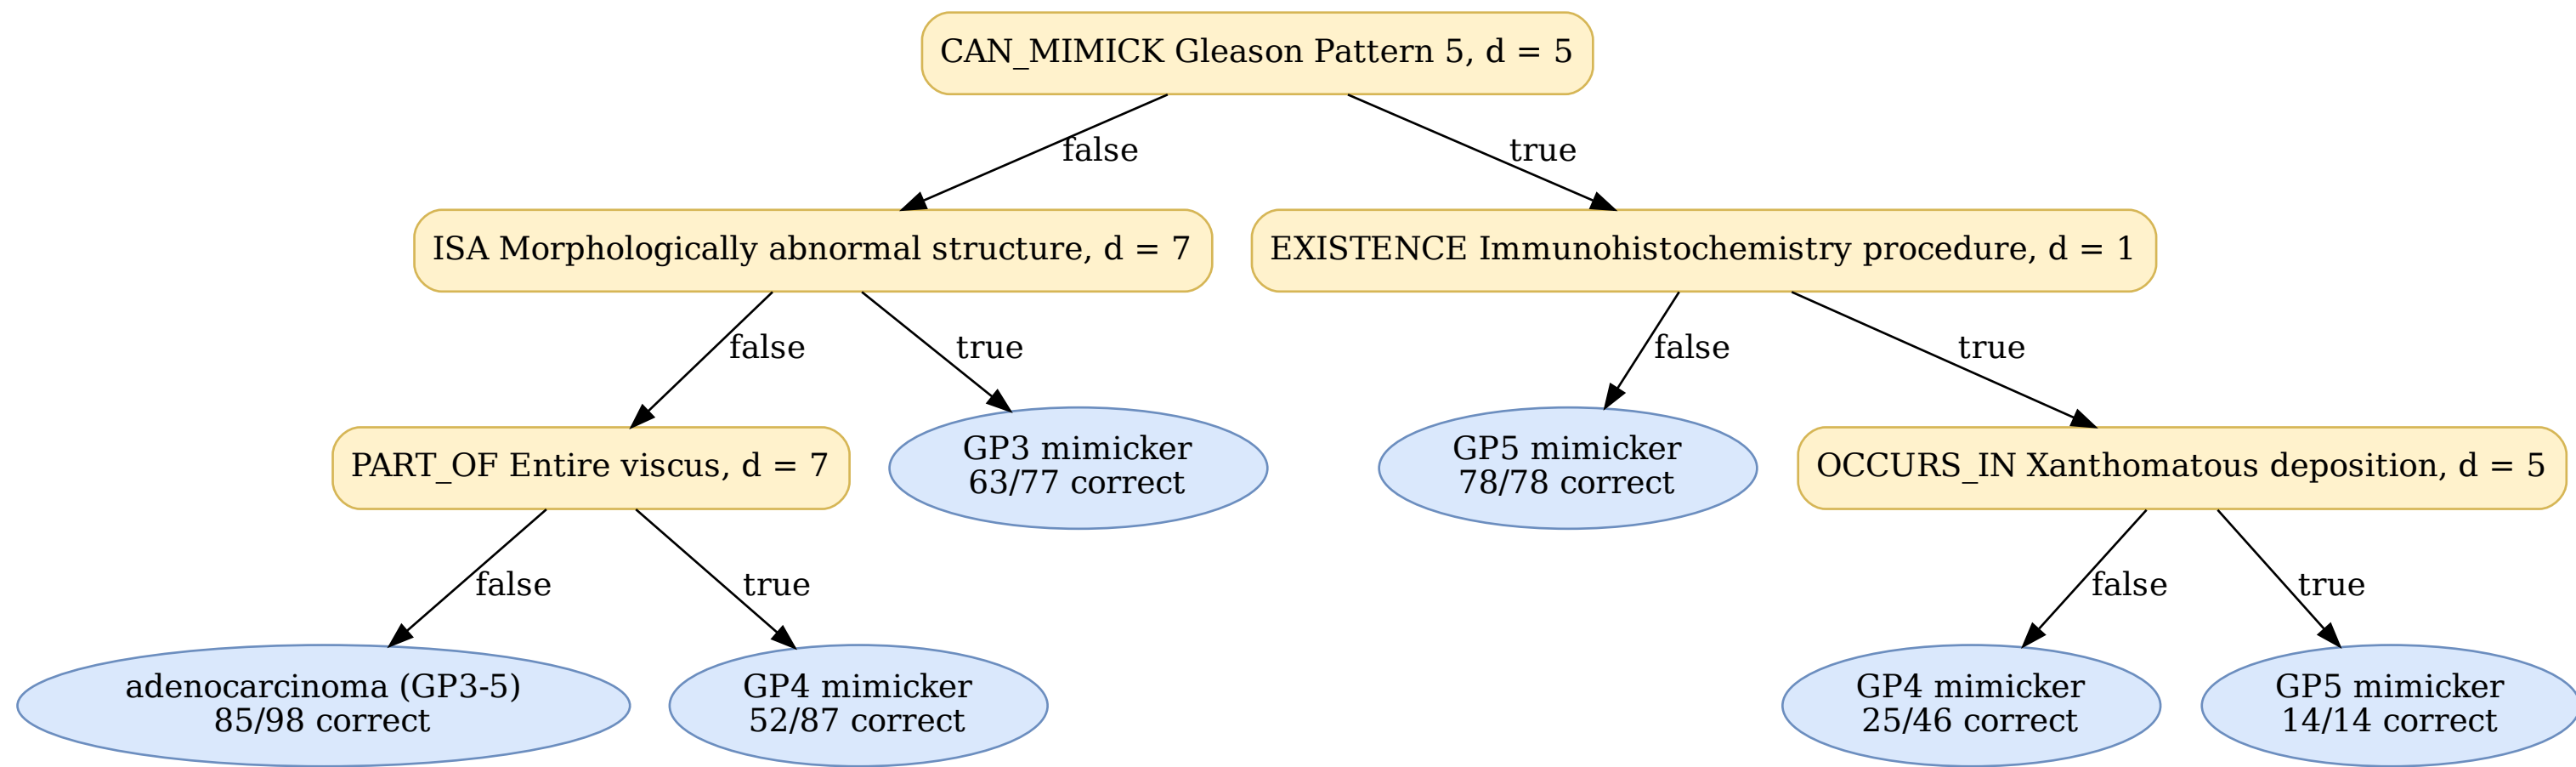 CAN_MIMICK Gleason Pattern 5, d = 5
false
true
ISA Morphologically abnormal structure, d = 7
EXISTENCE Immunohistochemistry procedure, d = 1
false
true
false
true
PART_OF Entire viscus, d = 7
GP3 mimicker
63/77 correct
GP5 mimicker
78/78 correct
OCCURS_IN Xanthomatous deposition, d = 5
false
true
false
true
adenocarcinoma (GP3-5)
85/98 correct
GP4 mimicker
52/87 correct
GP4 mimicker
25/46 correct
GP5 mimicker
14/14 correct